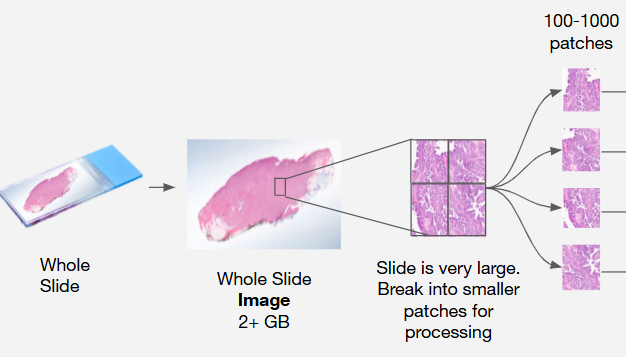 100-1000
patches
Whole
Slide
Whole Slide
Image
2+ GB
Slide is very large.
Break into smaller
patches for
processing